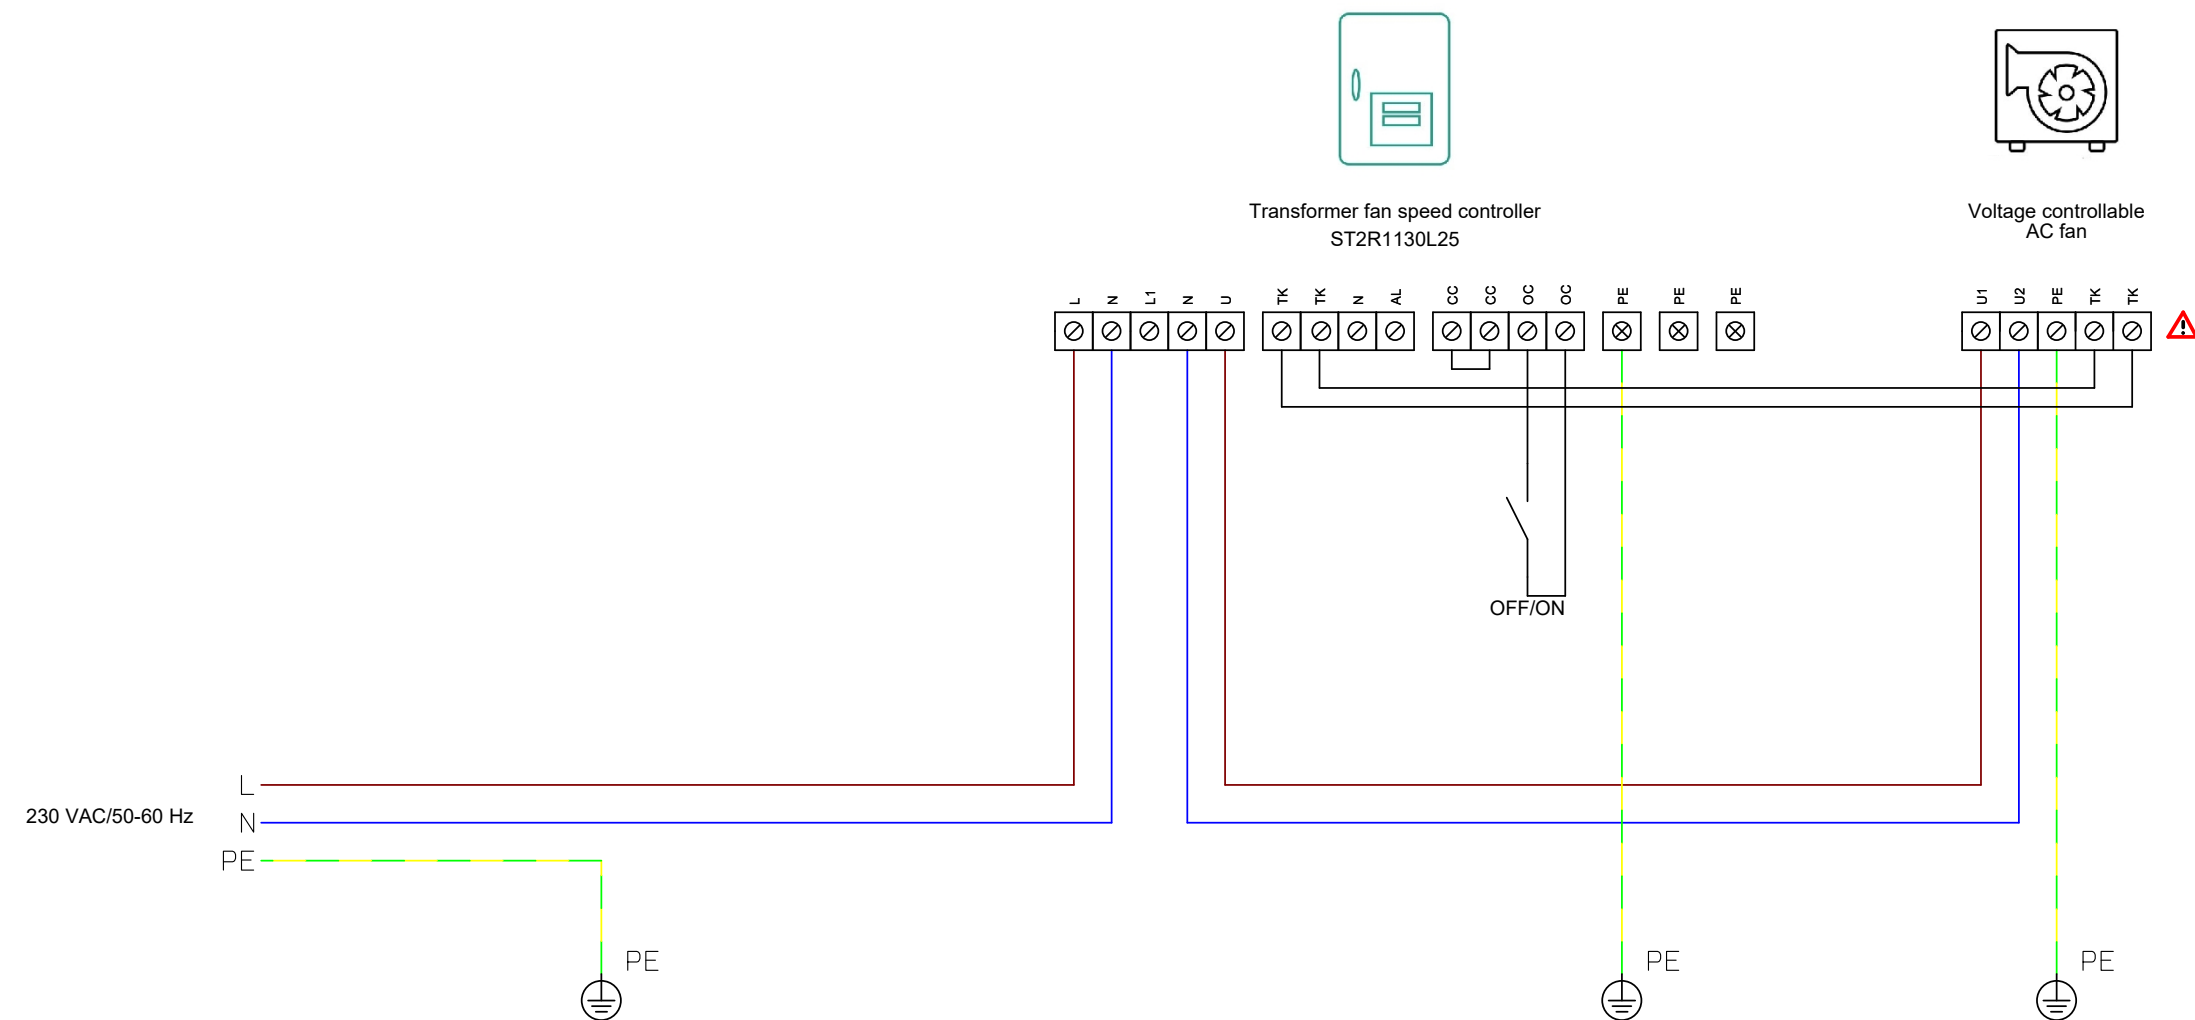 Transformer fan speed controller
ST2R1130L25
Voltage controllable
AC fan
L N L1 N U TK TK N AL CC CC OC OC PE PE PE U1 U2 PE TK TK
OFF/ON
L
230 VAC/50-60 Hz
N
PE
PE PE PE